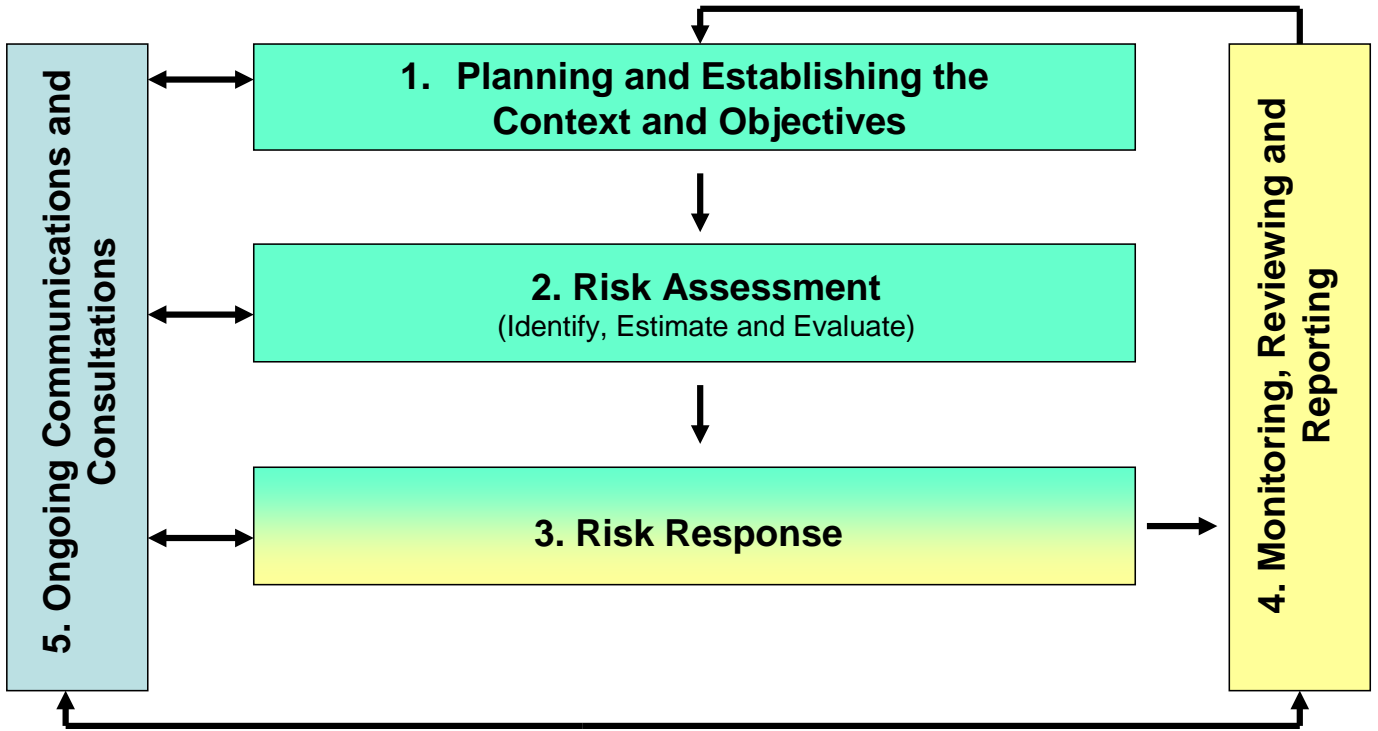 1. Planning and Establishing the
Context and Objectives
2. Risk Assessment
(Identify, Estimate and Evaluate)
3. Risk Response
4. Monitoring, Reviewing and
Reporting
5. Ongoing Communications and
Consultations